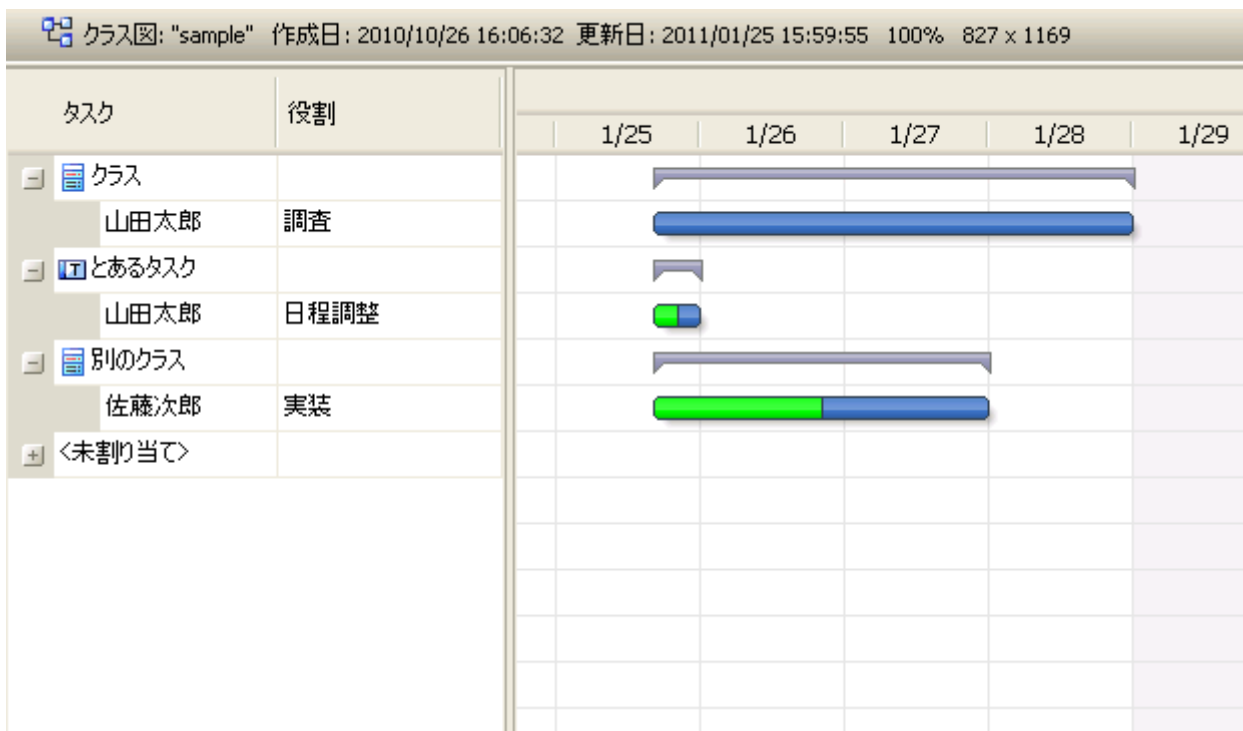 クラス図: "sample" 作成日: 2010/10/26 16:06:32 更新日: 2011/01/25 15:59:55 100% 827 x 1169
タスク 役割
1/25 1/26 1/27 1/28 1/29
クラス
山田太郎 調査
とあるタスク
山田太郎 日程調整
別のクラス
佐藤次郎 実装
<未割り当て>